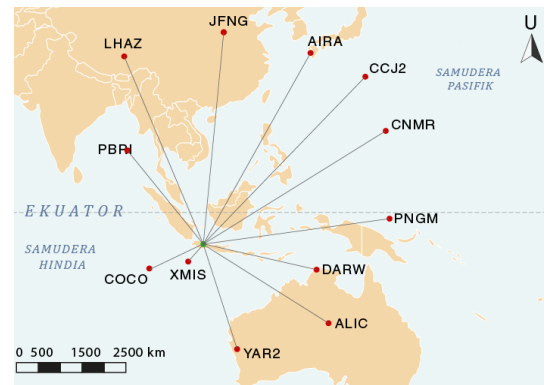 JFNG
U
LHAZ
AIRA
CCJ2
SAMUDERA
PASIFIK
CNMR
PBRI
EKUATOR
PNGM
SAMUDERA
HINDIA
COCO
XMIS
DARW
ALIC
YAR2
0 500 1500 2500 km